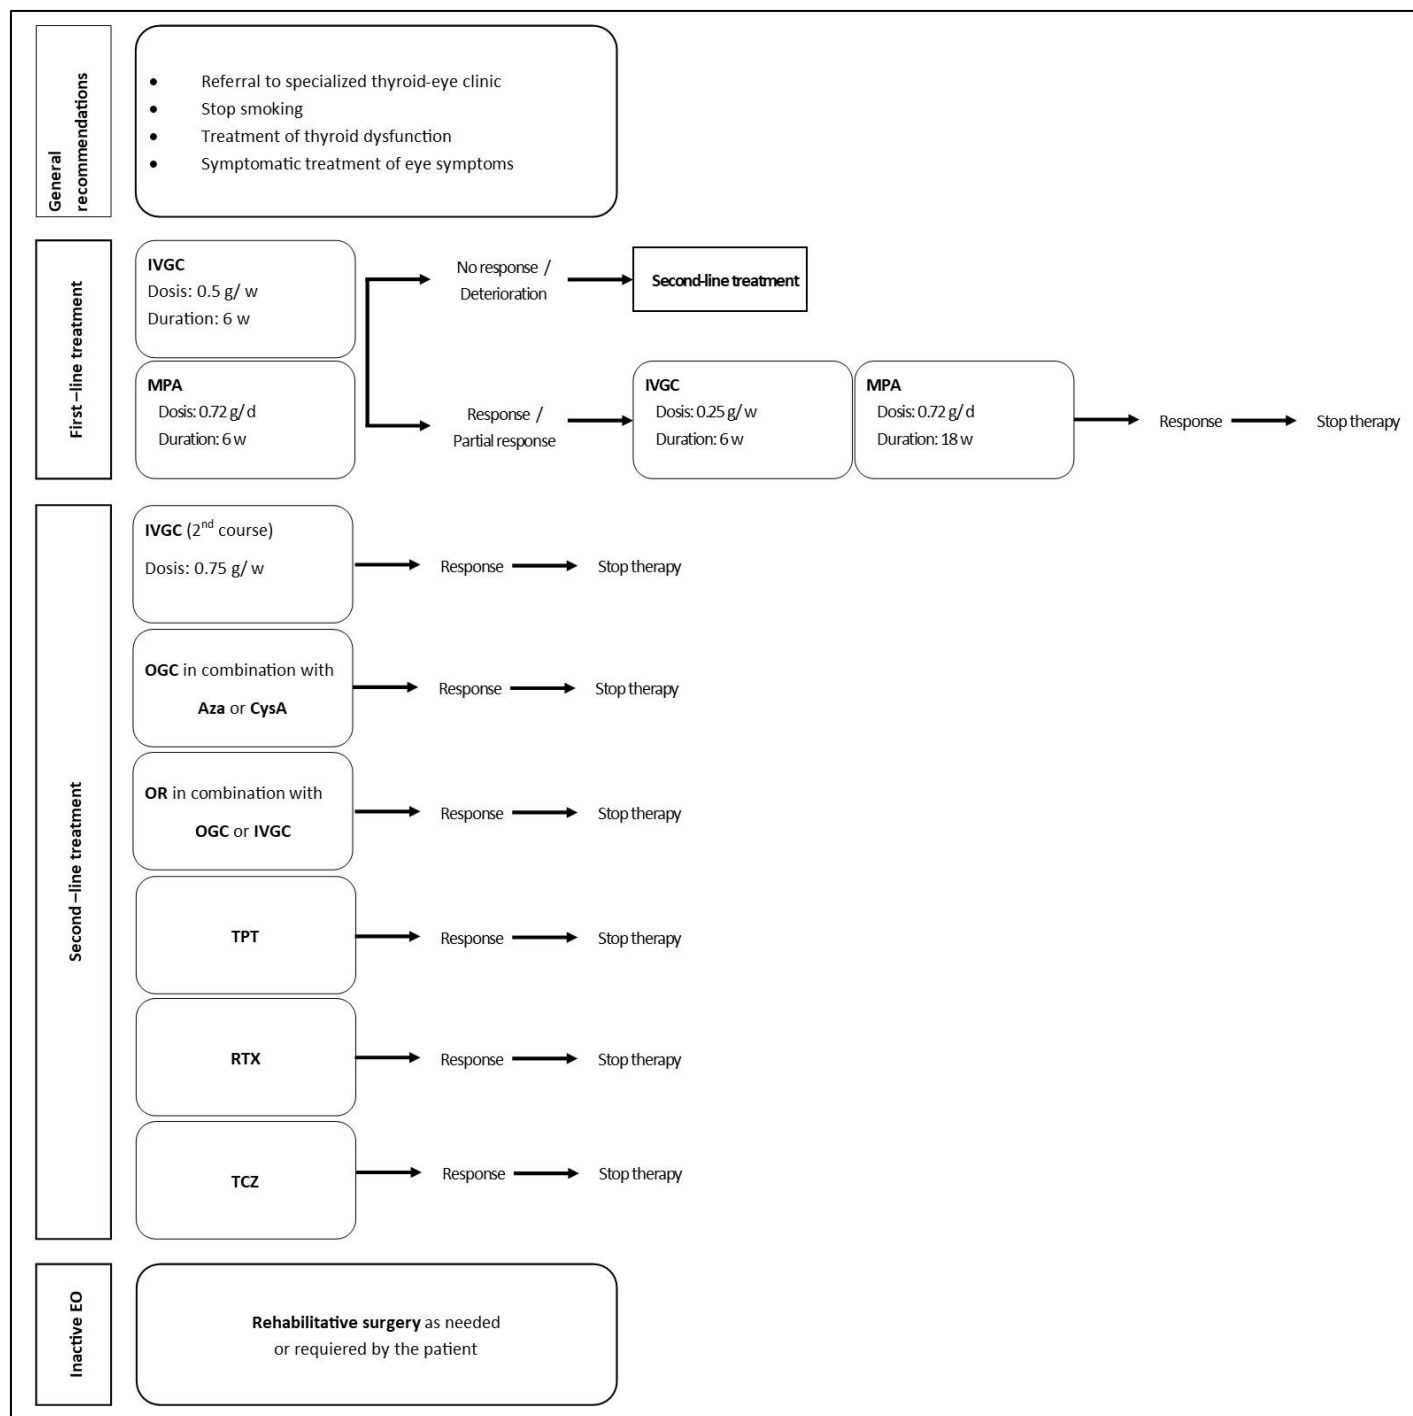 General
recommendations
• Referral to specialized thyroid-eye clinic
• Stop smoking
• Treatment of thyroid dysfunction
• Symptomatic treatment of eye symptoms
First –line treatment
IVGC
Dosis: 0.5 g/ w
Duration: 6 w
MPA
Dosis: 0.72 g/ d
Duration: 6 w
No response /
Deterioration
Second-line treatment
Response /
Partial response
IVGC
Dosis: 0.25 g/ w
Duration: 6 w
MPA
Dosis: 0.72 g/ d
Duration: 18 w
Response
Stop therapy
Second –line treatment
IVGC (2nd course)
Dosis: 0.75 g/ w
Response
Stop therapy
OGC in combination with
Aza or CysA
Response
Stop therapy
OR in combination with
OGC or IVGC
Response
Stop therapy
TPT
Response
Stop therapy
RTX
Response
Stop therapy
TCZ
Response
Stop therapy
Inactive EO
Rehabilitative surgery as needed
or requiered by the patient